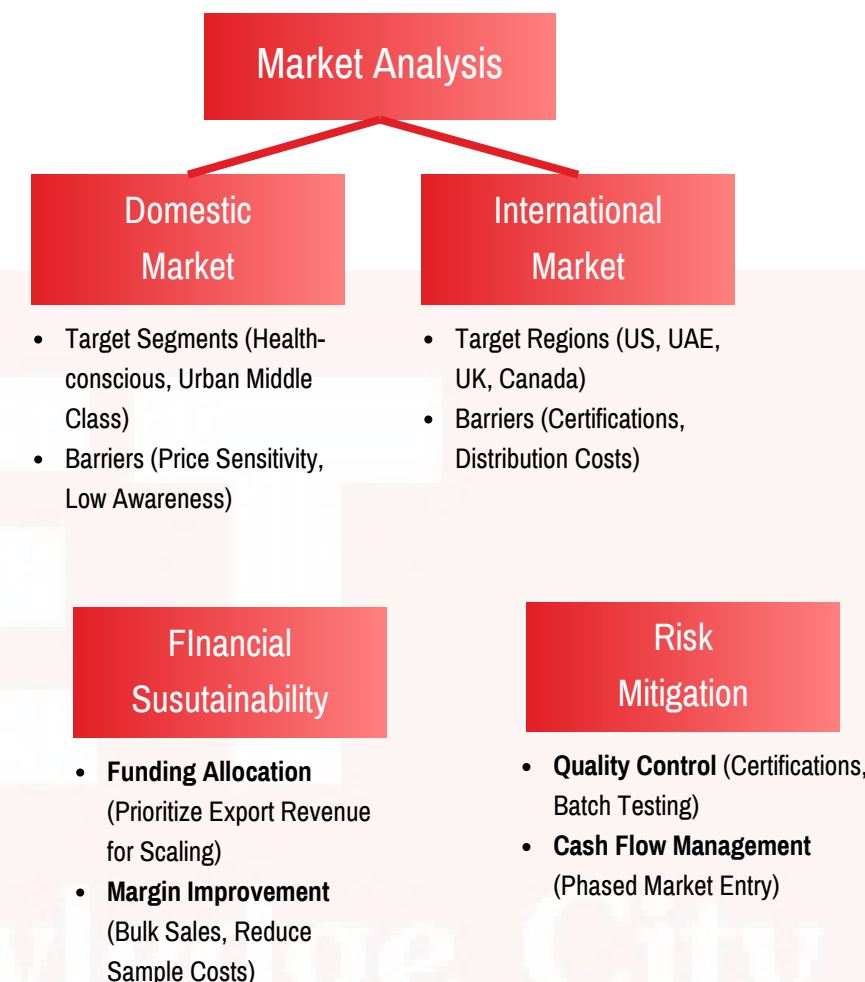 Market Analysis
Domestic
Market
International
Market
• Target Segments (Health-
conscious, Urban Middle
Class)
• Barriers (Price Sensitivity,
Low Awareness)
• Target Regions (US, UAE,
UK, Canada)
• Barriers (Certifications,
Distribution Costs)
FInancial
Susutainability
Risk
Mitigation
• Funding Allocation
(Prioritize Export Revenue
for Scaling)
• Margin Improvement
(Bulk Sales, Reduce
Sample Costs)
• Quality Control (Certifications,
Batch Testing)
• Cash Flow Management
(Phased Market Entry)
City